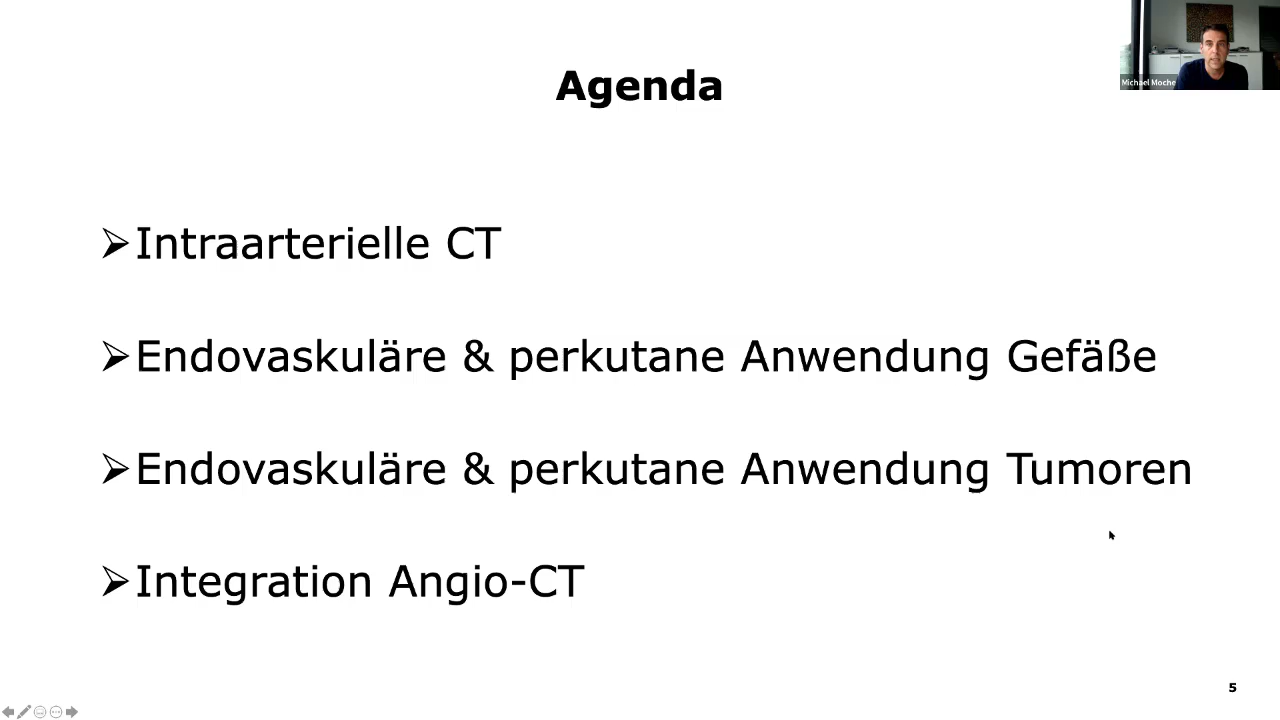 Michael Moche
Agenda
➢Intraarterielle CT
➢Endovaskuläre & perkutane Anwendung Gefäße
➢Endovaskuläre & perkutane Anwendung Tumoren
➢Integration Angio-CT
5